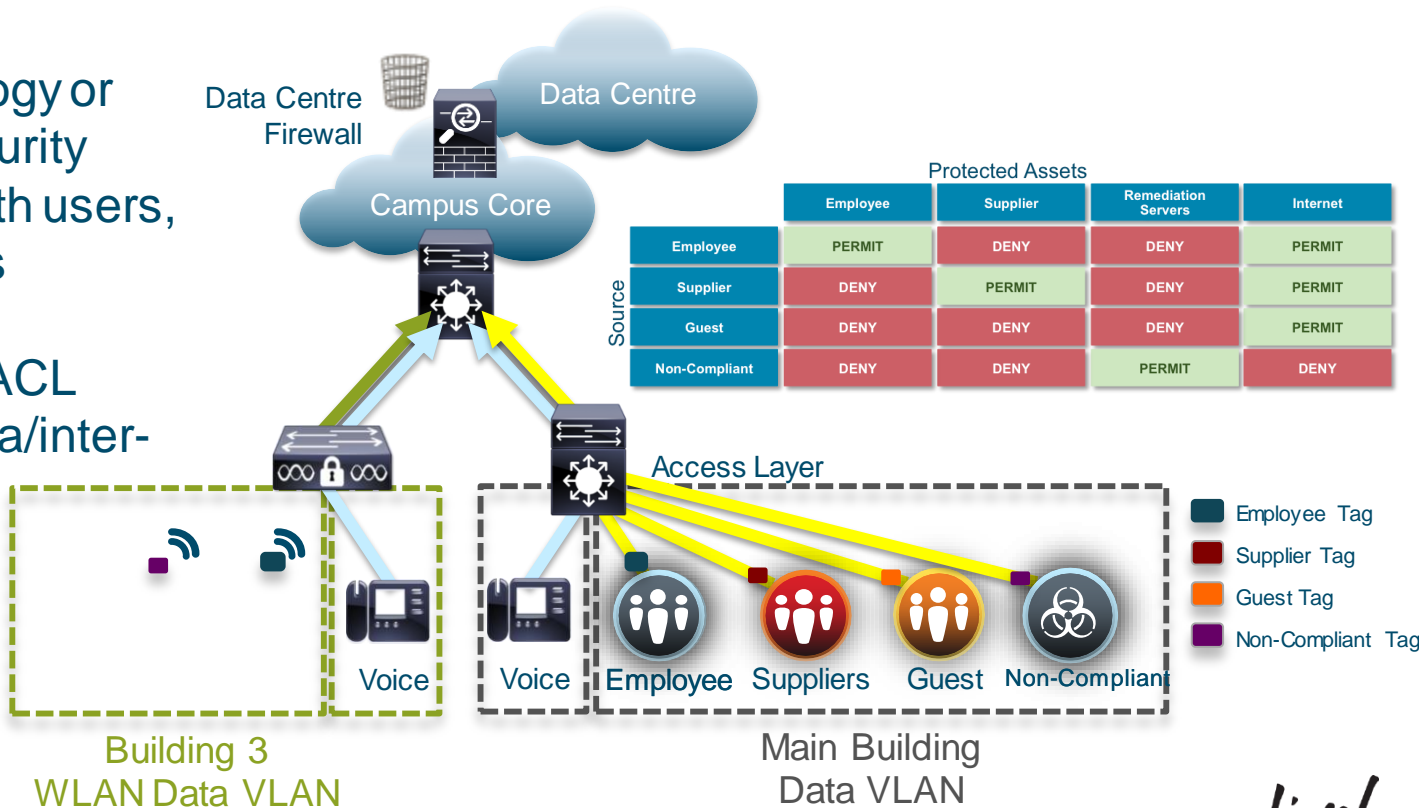 ogy or
urity
th users,
s
ACL
a/inter-
Data Centre
Firewall
Data Centre
Campus Core
Protected Assets
Employee Supplier Remediation Servers Internet
Source
Employee PERMIT DENY DENY PERMIT
Supplier DENY PERMIT DENY PERMIT
Guest DENY DENY DENY PERMIT
Non-Compliant DENY DENY PERMIT DENY
Access Layer
Employee Tag
Supplier Tag
Guest Tag
Non-Compliant Tag
Voice
Voice
Employee
Suppliers
Guest
Non-Compliant
Building 3
WLAN Data VLAN
Main Building
Data VLAN